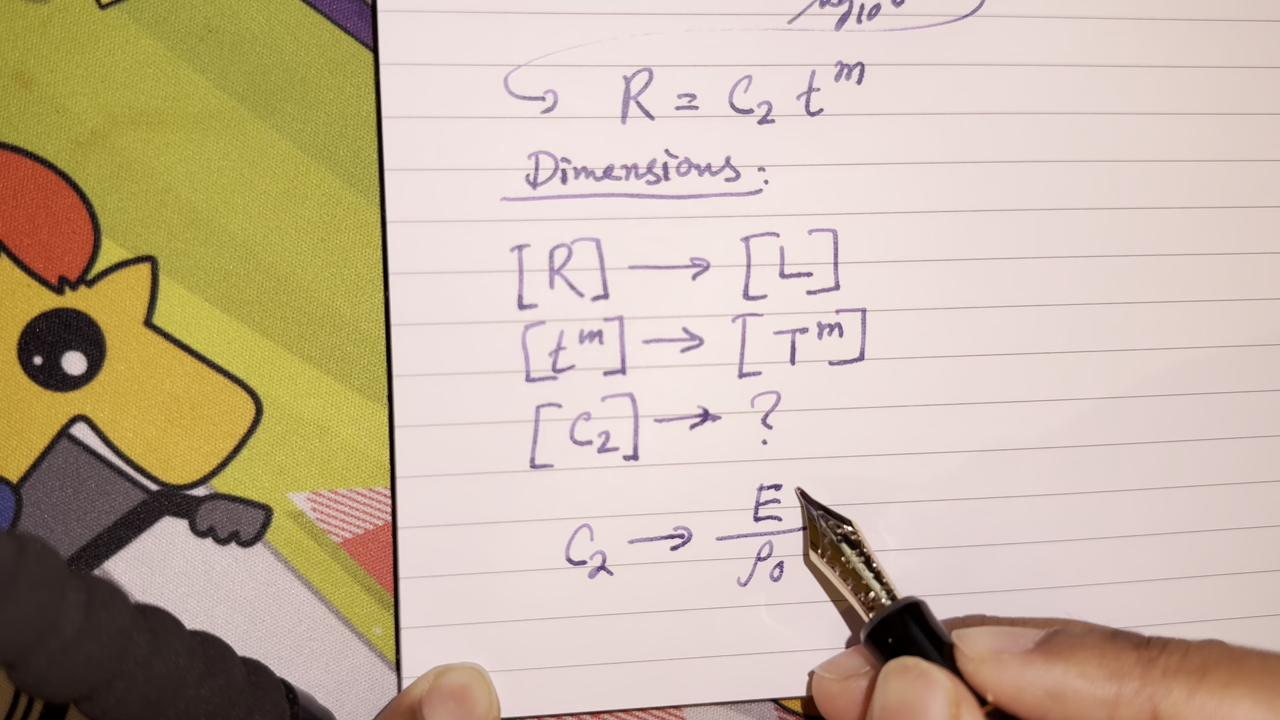 R = C₂ t^m
Dimensions :
[R] → [L]
[t^m] → [T^m]
[C₂] → ?
C₂ → E
ρ₀